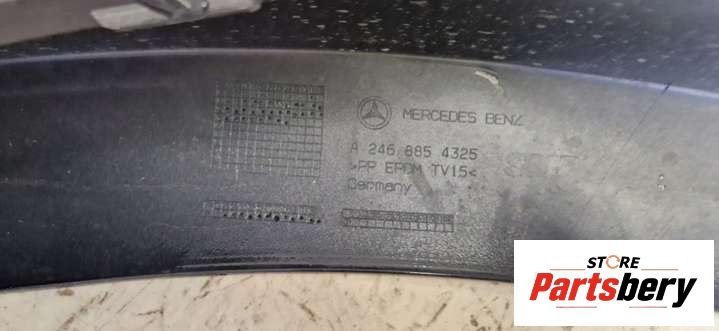 MERCEDES BENZ
A 246 885 4325
>PP EPDM TV15<
Germany
STORE
Partsbery